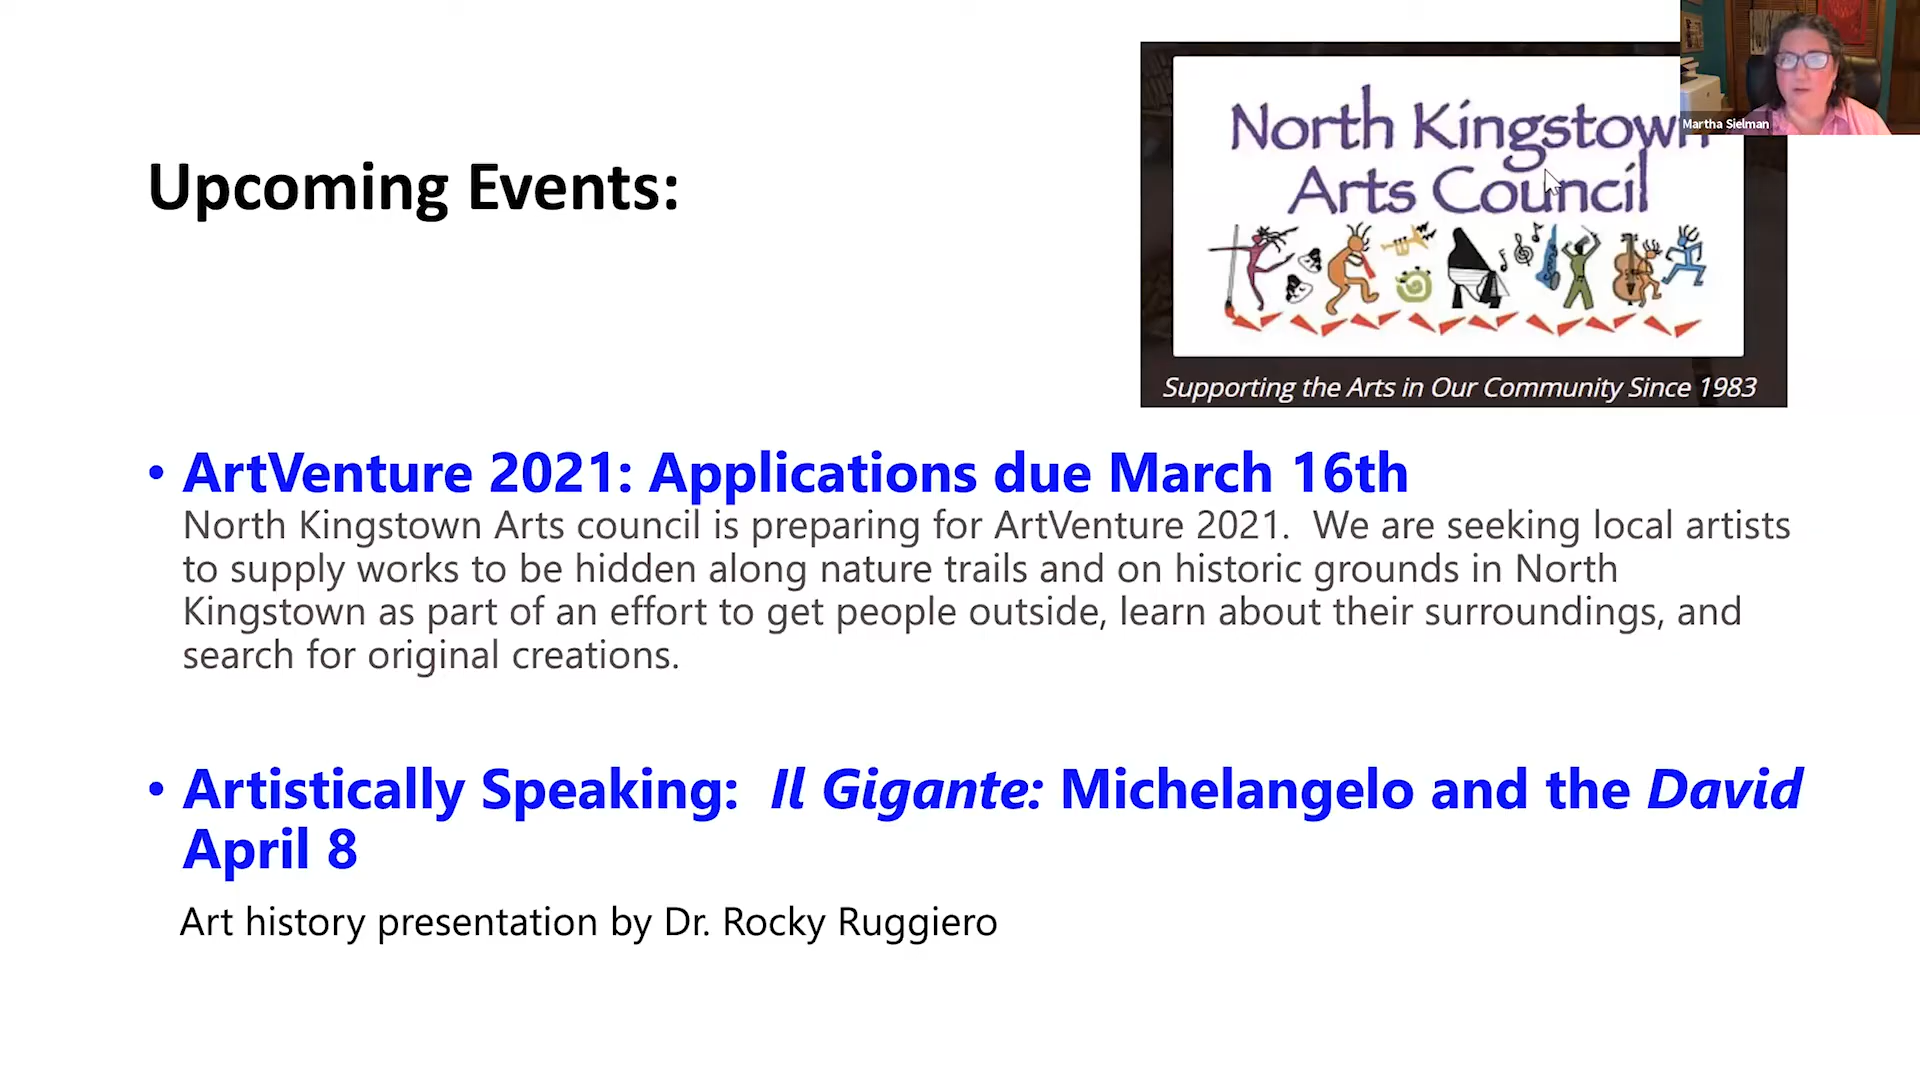 Martha Sielman
North Kingstown
Arts Council
Supporting the Arts in Our Community Since 1983
Upcoming Events:
• ArtVenture 2021: Applications due March 16th
North Kingstown Arts council is preparing for ArtVenture 2021.  We are seeking local artists
to supply works to be hidden along nature trails and on historic grounds in North
Kingstown as part of an effort to get people outside, learn about their surroundings, and
search for original creations.
• Artistically Speaking:  Il Gigante: Michelangelo and the David
April 8
Art history presentation by Dr. Rocky Ruggiero